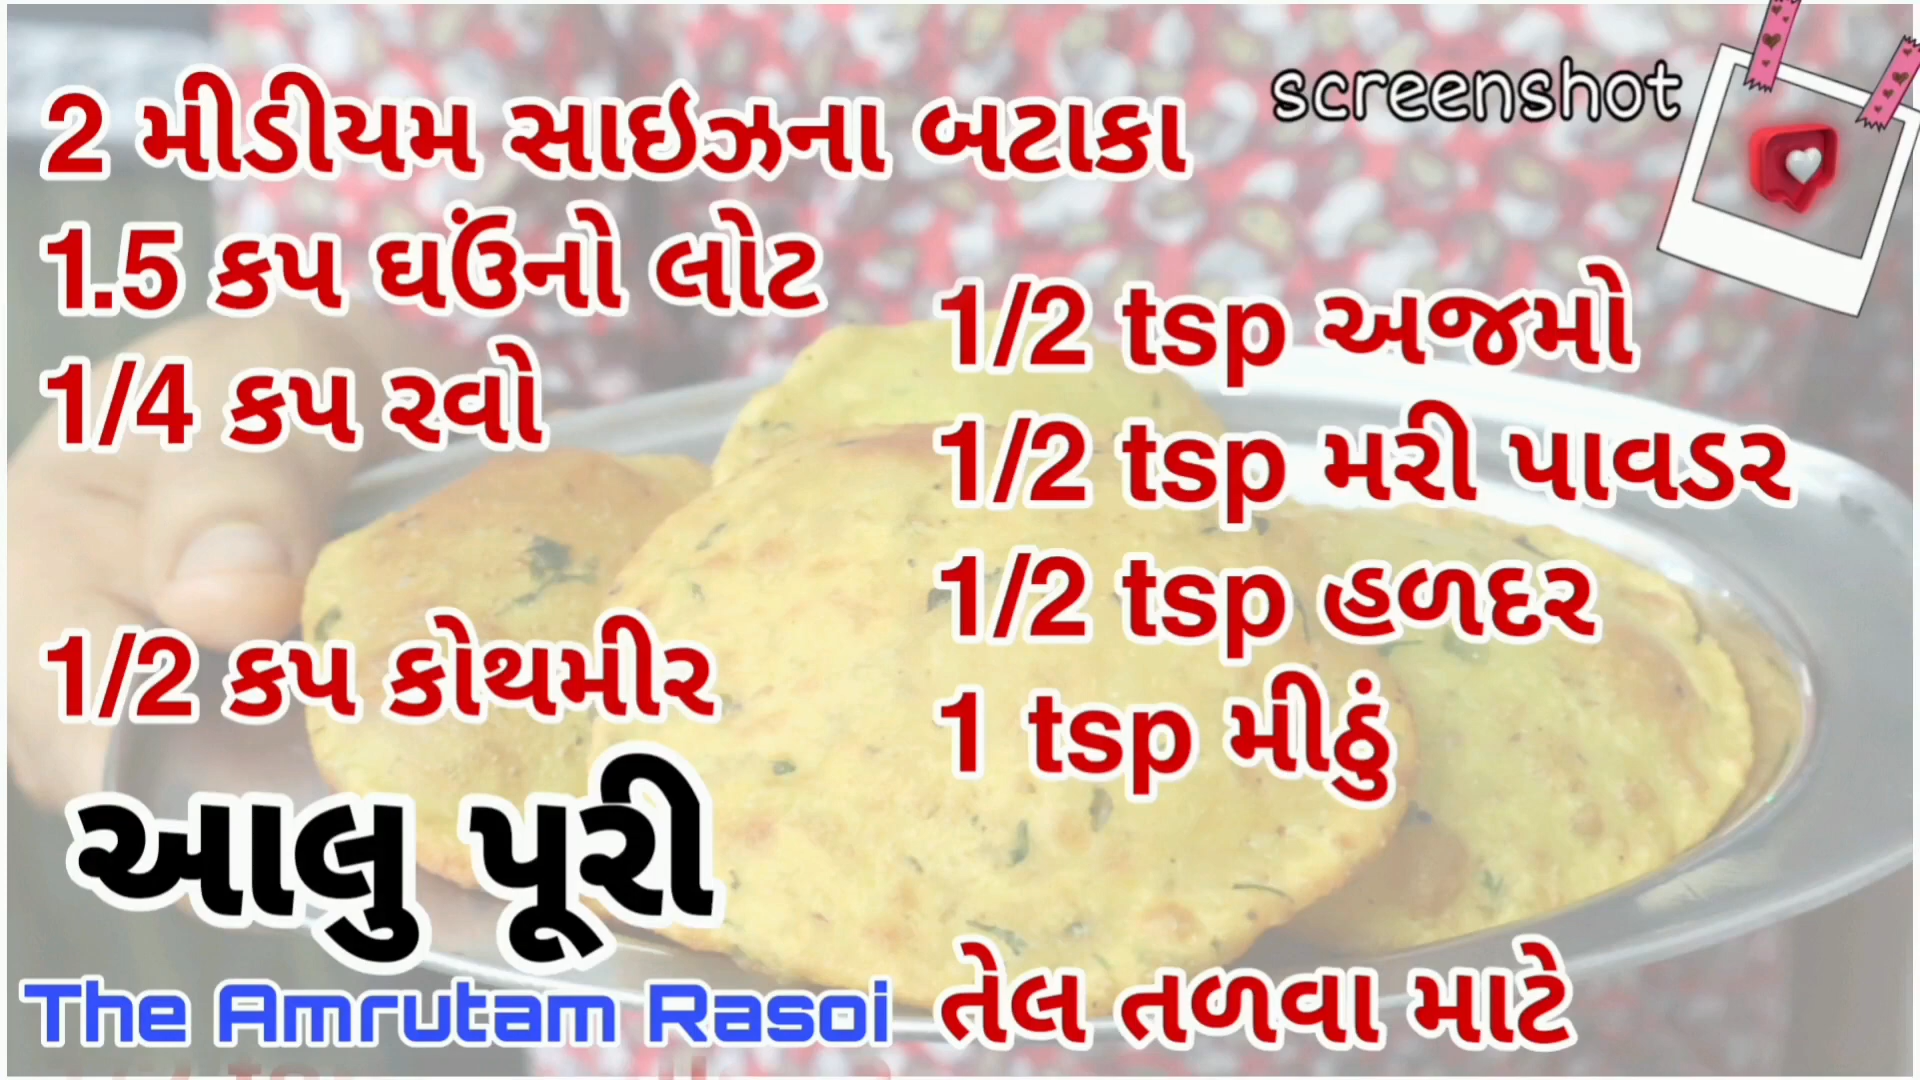 screenshot
2 મીડીયમ સાઇઝના બટાકા
1.5 કપ ઘઉંનો લોટ
1/4 કપ રવો
1/2 કપ કોથમીર
1/2 tsp અજમો
1/2 tsp મરી પાવડર
1/2 tsp હળદર
1 tsp મીઠું
તેલ તળવા માટે
આલુ પૂરી
The Amrutam Rasoi